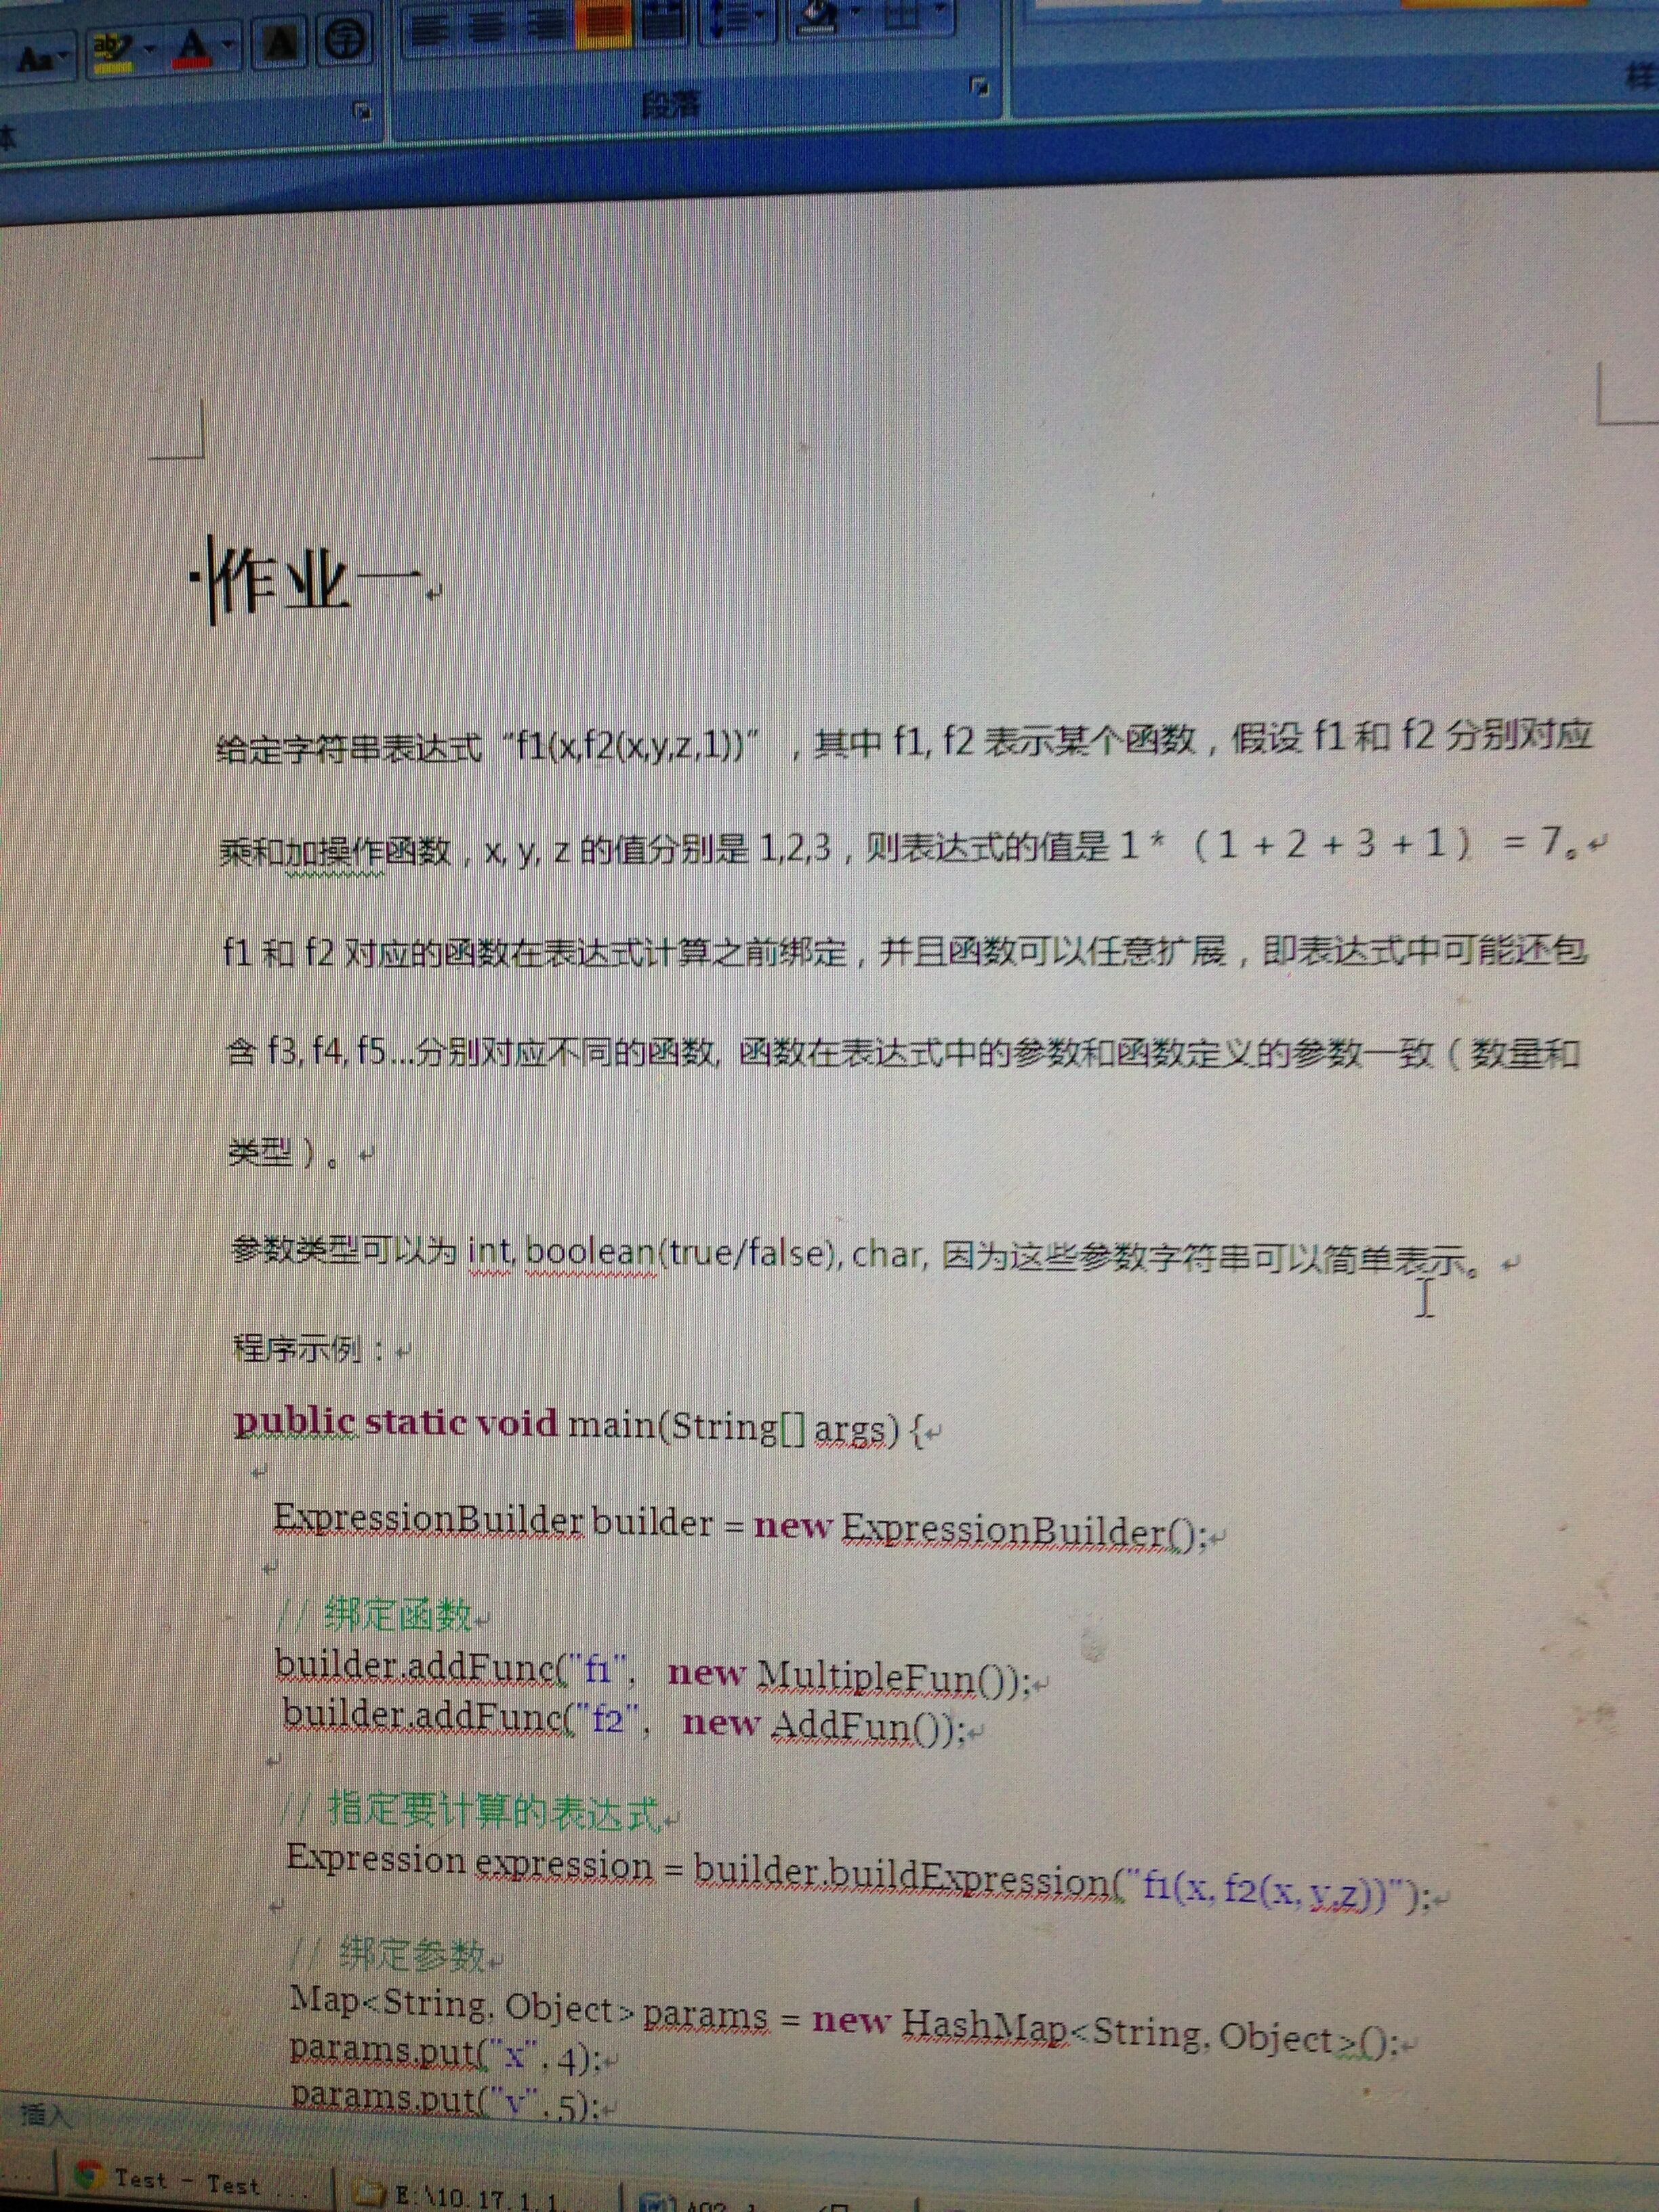 段落
作业一
给定字符串表达式“f1(x,f2(x,y,z,1))”，其中 f1, f2 表示某个函数，假设 f1 和 f2 分别对应
乘和加操作函数，x, y, z 的值分别是 1,2,3，则表达式的值是 1 * （1 + 2 + 3 + 1） = 7。
f1 和 f2 对应的函数在表达式计算之前绑定，并且函数可以任意扩展，即表达式中可能还包
含 f3, f4, f5...分别对应不同的函数, 函数在表达式中的参数和函数定义的参数一致（数量和
类型）。
参数类型可以为 int, boolean(true/false), char, 因为这些参数字符串可以简单表示。
程序示例：
public static void main(String[] args) {
ExpressionBuilder builder = new ExpressionBuilder();
// 绑定函数
builder.addFunc("f1", new MultipleFun());
builder.addFunc("f2", new AddFun());
// 指定要计算的表达式
Expression expression = builder.buildExpression("f1(x, f2(x, y,z))");
// 绑定参数
Map<String, Object> params = new HashMap<String, Object>();
params.put("x", 4);
params.put("y", 5);
插入
Test - Test ...
E:\10.17.1.1